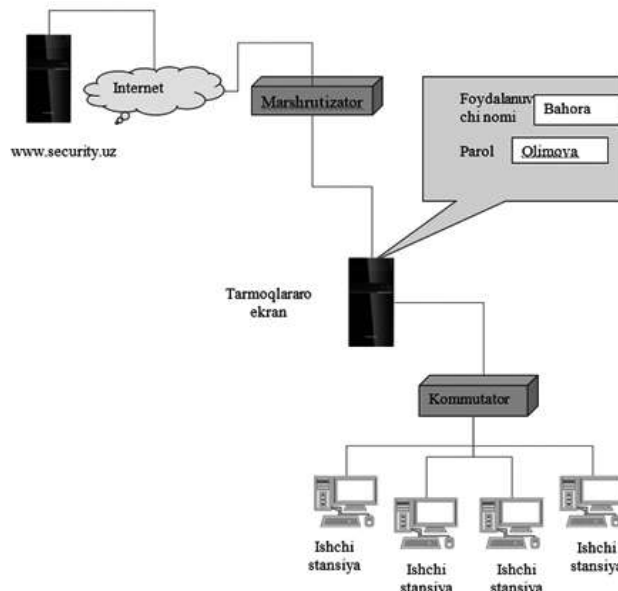 Internet
Marshrutizator
www.security.uz
Foydalanuv
chi nomi
Bahora
Parol
Olimova
Tarmoqlararo
ekran
Kommutator
Ishchi
stansiya
Ishchi
stansiya
Ishchi
stansiya
Ishchi
stansiya